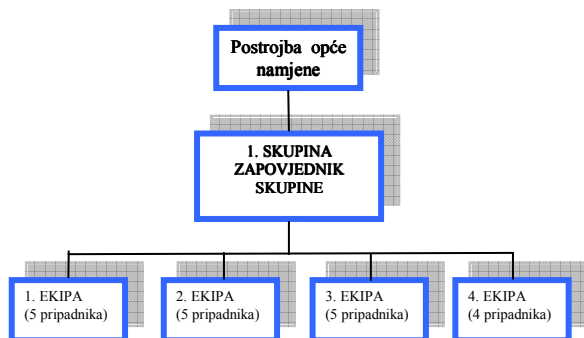 Postrojba opće
namjene
1. SKUPINA
ZAPOVJEDNIK
SKUPINE
1. EKIPA
(5 pripadnika)
2. EKIPA
(5 pripadnika)
3. EKIPA
(5 pripadnika)
4. EKIPA
(4 pripadnika)